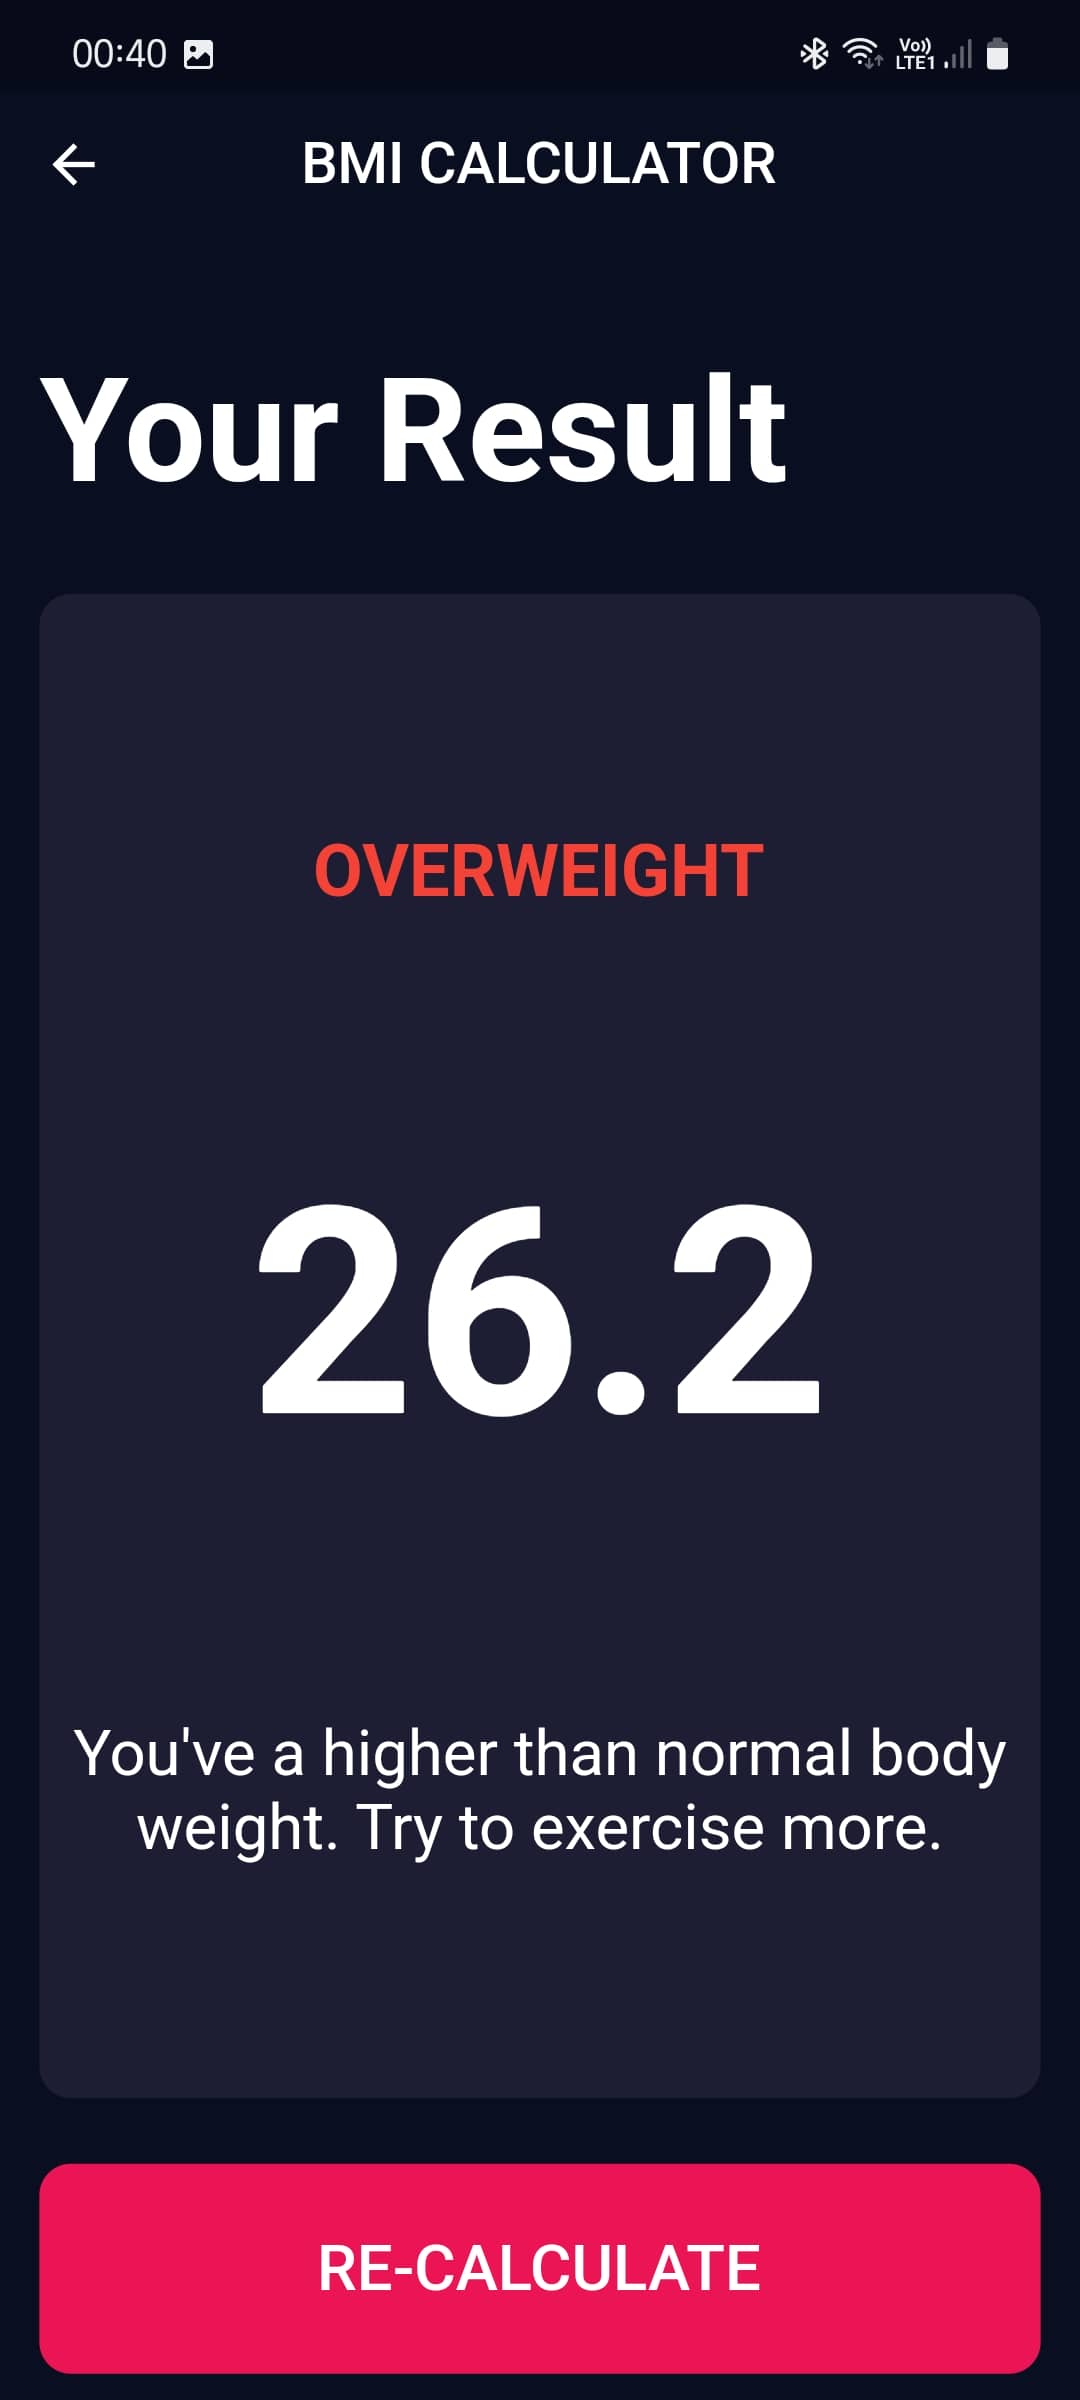 00:40
Vo))
LTE1
BMI CALCULATOR
Your Result
OVERWEIGHT
26.2
You've a higher than normal body
weight. Try to exercise more.
RE-CALCULATE